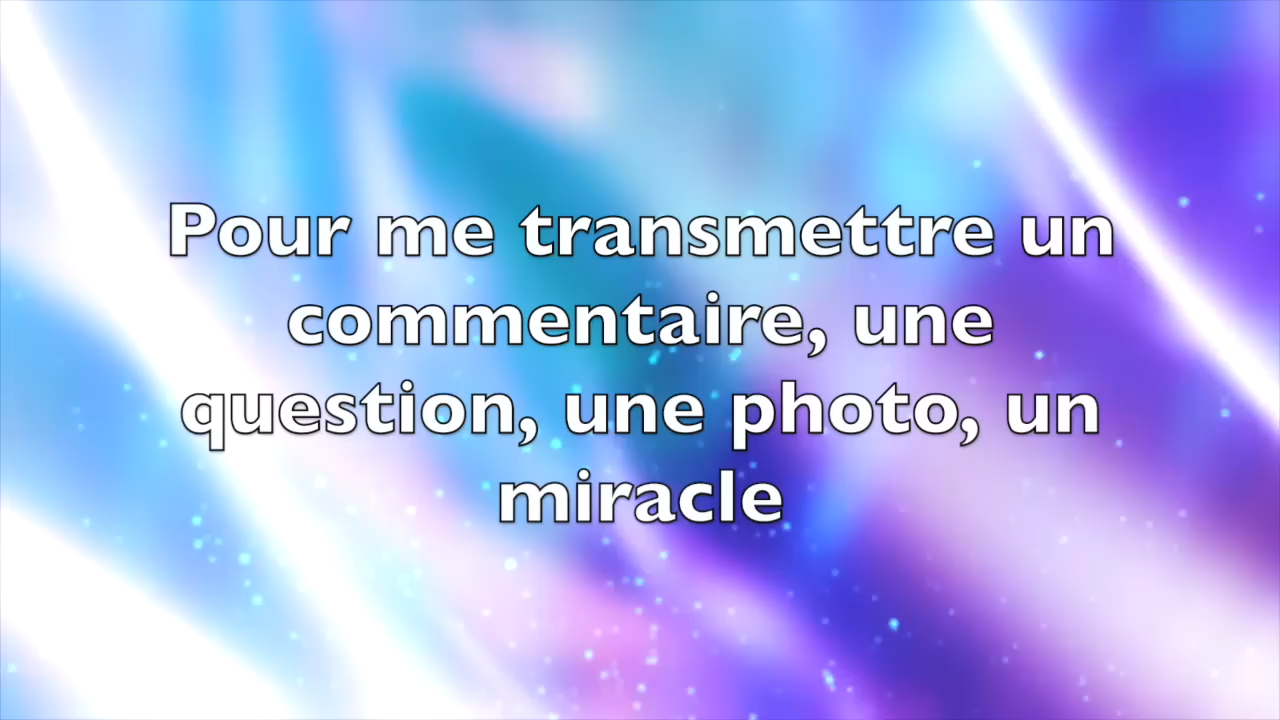 Pour me transmettre un
commentaire, une
question, une photo, un
miracle